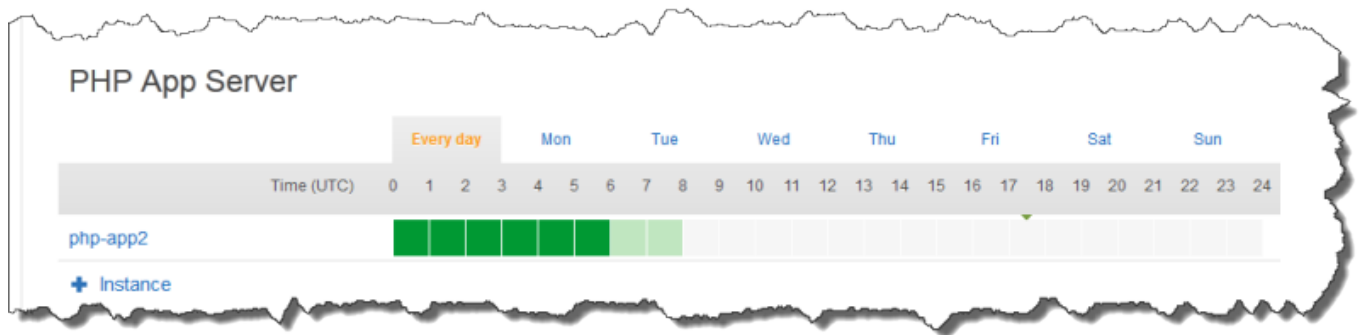 PHP App Server
Every day Mon Tue Wed Thu Fri Sat Sun
Time (UTC) 0 1 2 3 4 5 6 7 8 9 10 11 12 13 14 15 16 17 18 19 20 21 22 23 24
php-app2
Instance